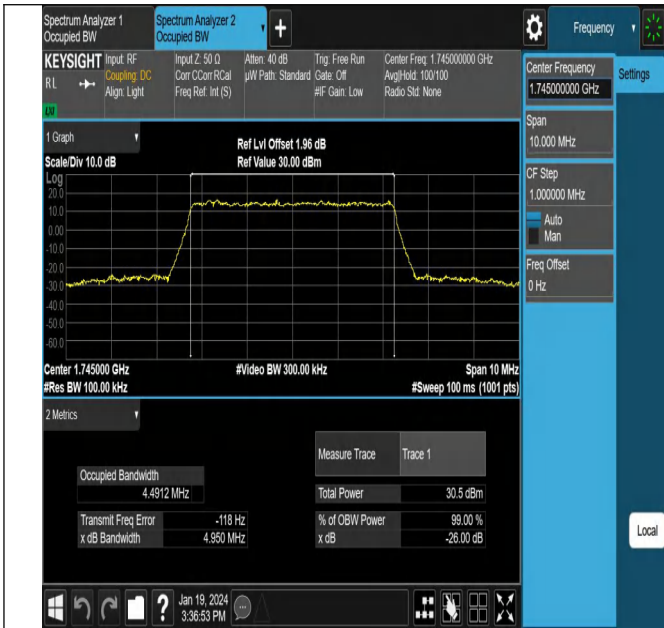 Spectrum Analyzer 1
Occupied BW
Spectrum Analyzer 2
Occupied BW
Frequency
KEYSIGHT
RL
LXI
Input: RF
Coupling: DC
Align: Light
Input Z: 50 Ω
Corr CCorr RCal
Freq Ref: Int (S)
Atten: 40 dB
µW Path: Standard
Trig: Free Run
Gate: Off
#IF Gain: Low
Center Freq: 1.745000000 GHz
Avg|Hold: 100/100
Radio Std: None
Center Frequency
1.745000000 GHz
Settings
Span
10.000 MHz
CF Step
1.000000 MHz
Auto
Man
Freq Offset
0 Hz
Local
1 Graph
Scale/Div 10.0 dB
Ref Lvl Offset 1.96 dB
Ref Value 30.00 dBm
Log
20.0
10.0
0.00
-10.0
-20.0
-30.0
-40.0
-50.0
-60.0
Center 1.745000 GHz
#Video BW 300.00 kHz
Span 10 MHz
#Res BW 100.00 kHz
#Sweep 100 ms (1001 pts)
2 Metrics
Measure Trace
Trace 1
Occupied Bandwidth
4.4912 MHz
Total Power
30.5 dBm
Transmit Freq Error
-118 Hz
% of OBW Power
99.00 %
x dB Bandwidth
4.950 MHz
x dB
-26.00 dB
Jan 19, 2024
3:36:53 PM